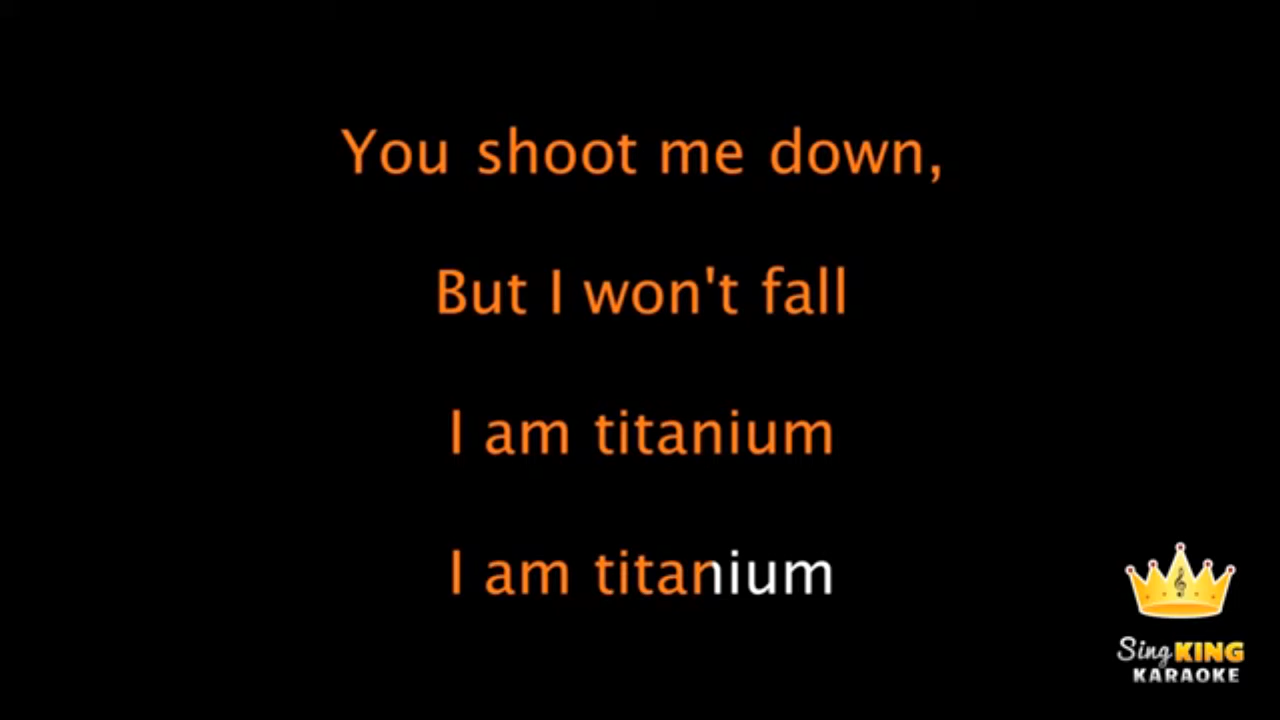 You shoot me down,
But I won't fall
I am titanium
I am titanium
Sing KING
KARAOKE